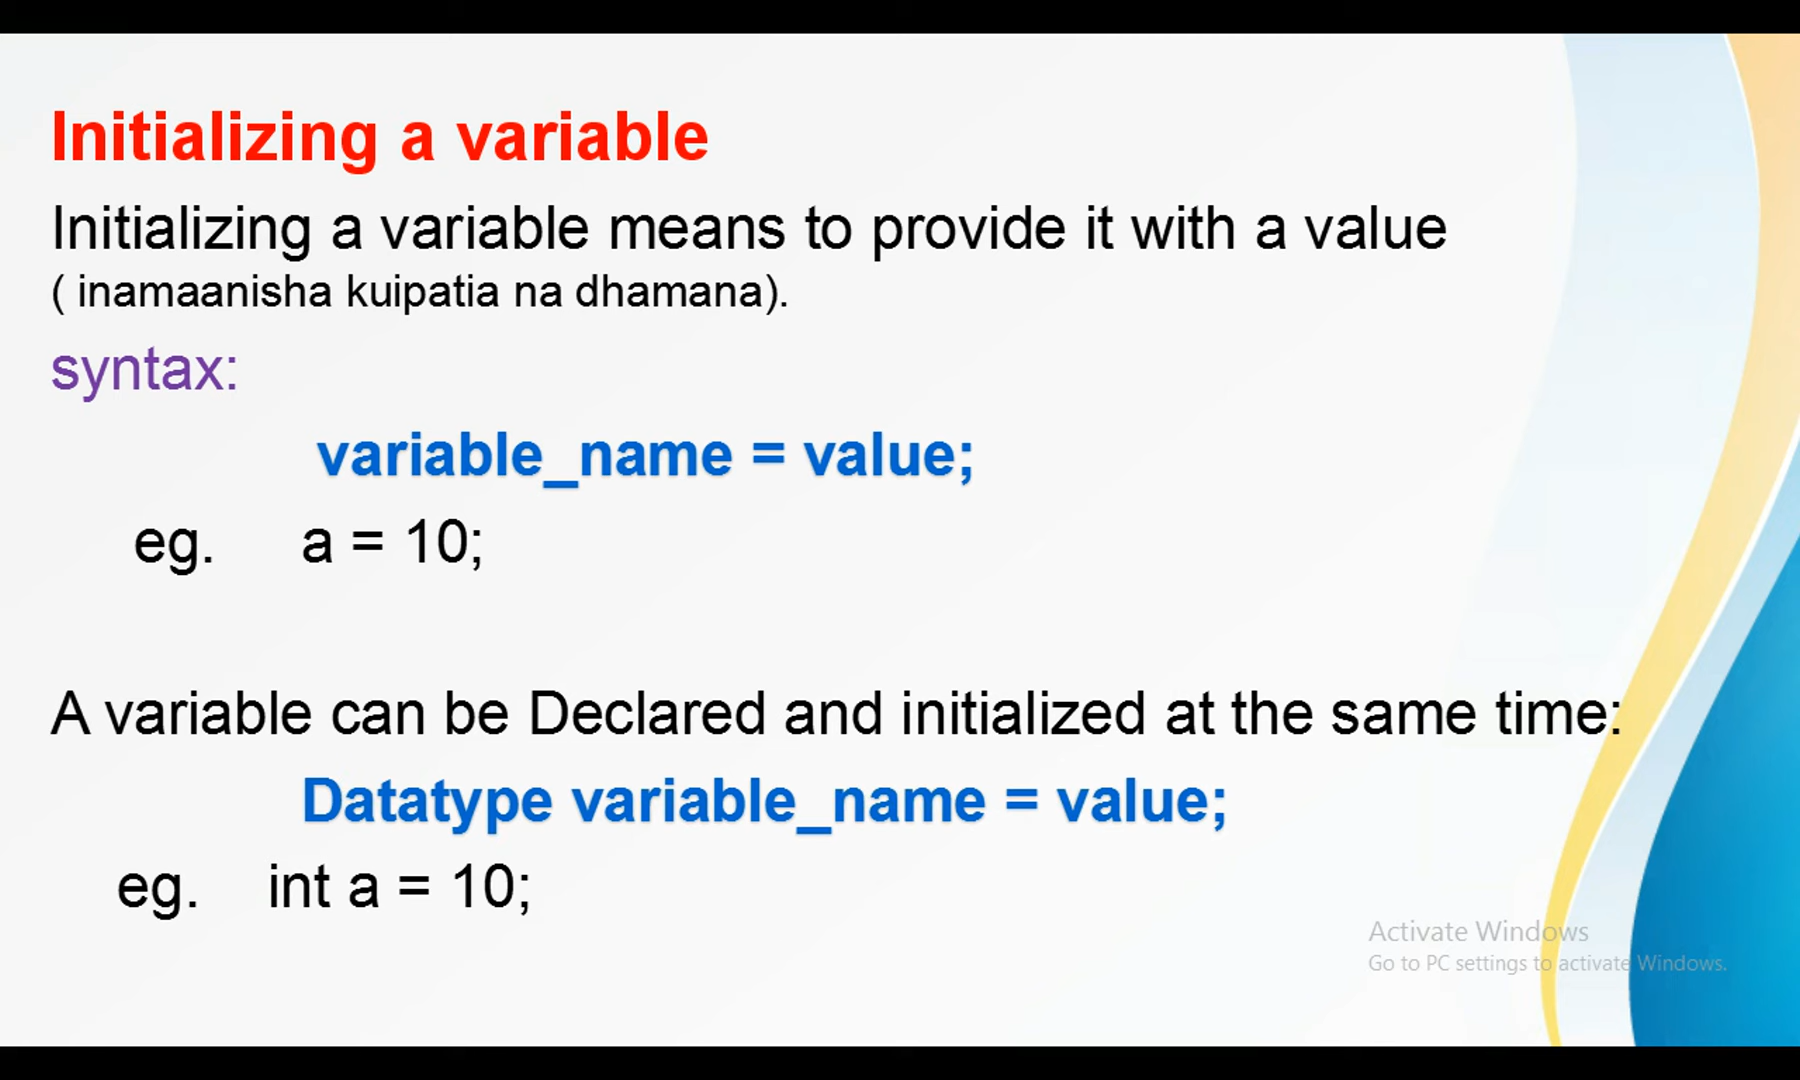 Initializing a variable
Initializing a variable means to provide it with a value
( inamaanisha kuipatia na dhamana).
syntax:
variable_name = value;
eg. a = 10;
A variable can be Declared and initialized at the same time:
Datatype variable_name = value;
eg. int a = 10;
Activate Windows
Go to PC settings to activate Windows.